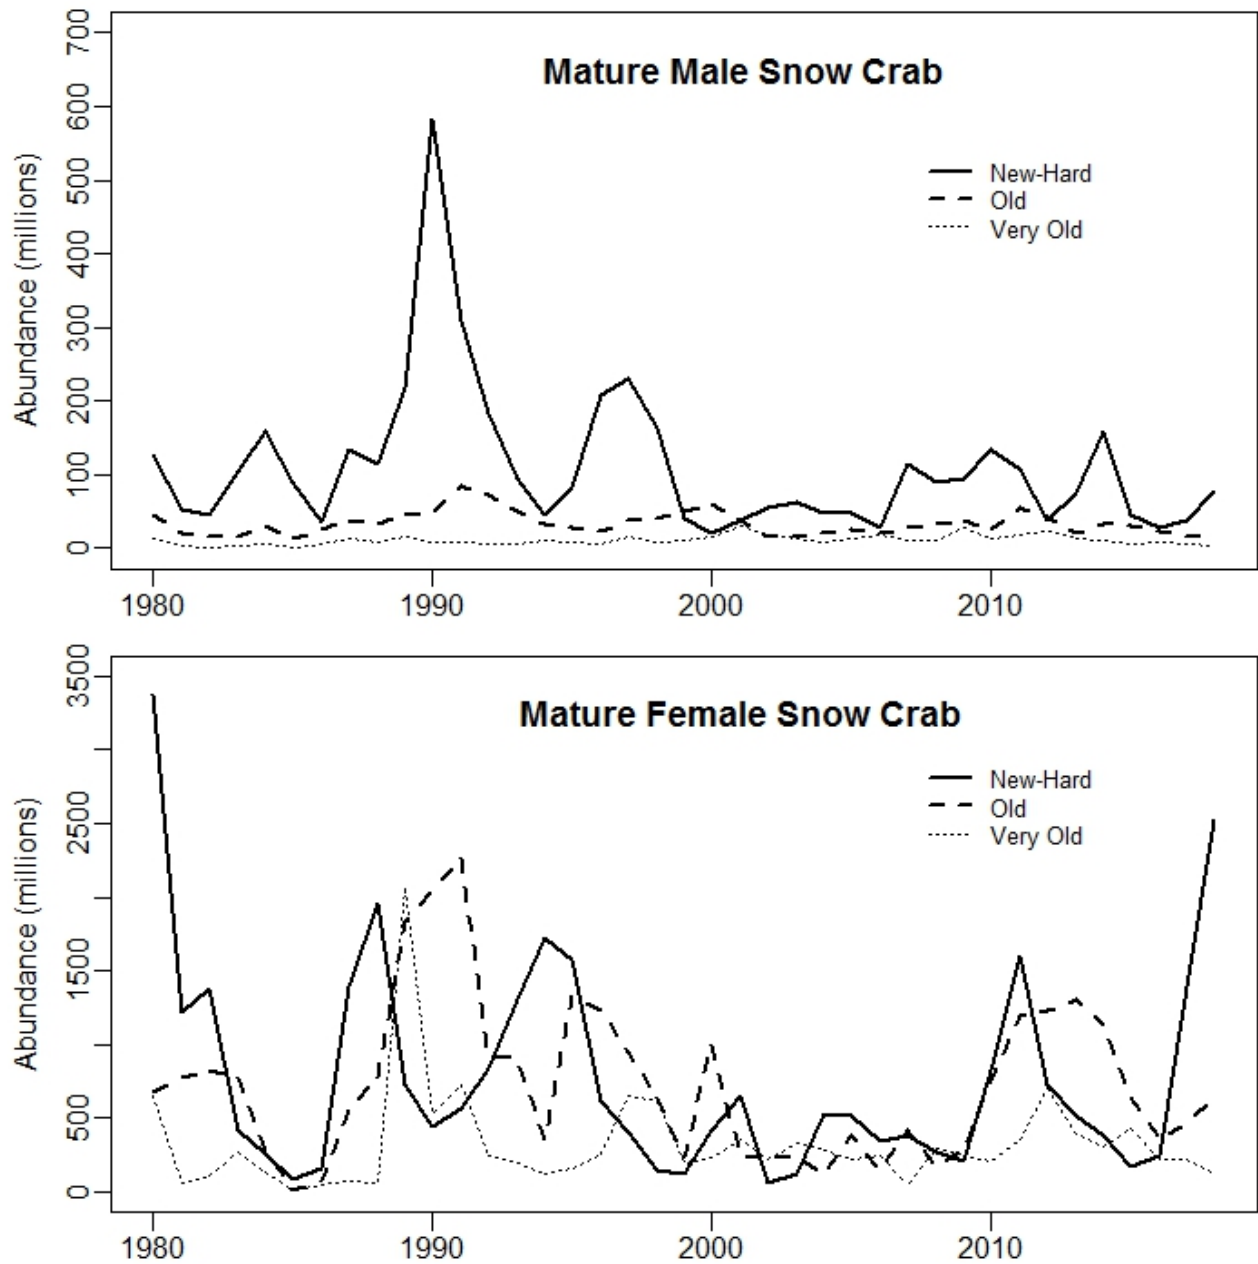 Mature Male Snow Crab
Abundance (millions)
700
600
500
400
300
200
100
0
New-Hard
Old
Very Old
1980 1990 2000 2010
Mature Female Snow Crab
Abundance (millions)
3500
2500
1500
500
0
New-Hard
Old
Very Old
1980 1990 2000 2010